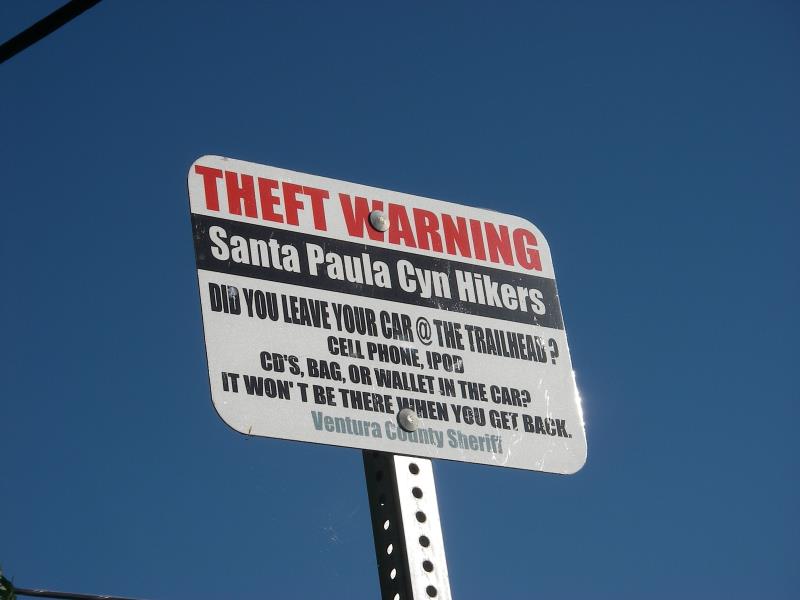 THEFT WARNING
Santa Paula Cyn Hikers
DID YOU LEAVE YOUR CAR @ THE TRAILHEAD?
CELL PHONE, IPOD
CD'S, BAG, OR WALLET IN THE CAR?
IT WON'T BE THERE WHEN YOU GET BACK.
Ventura County Sheriff